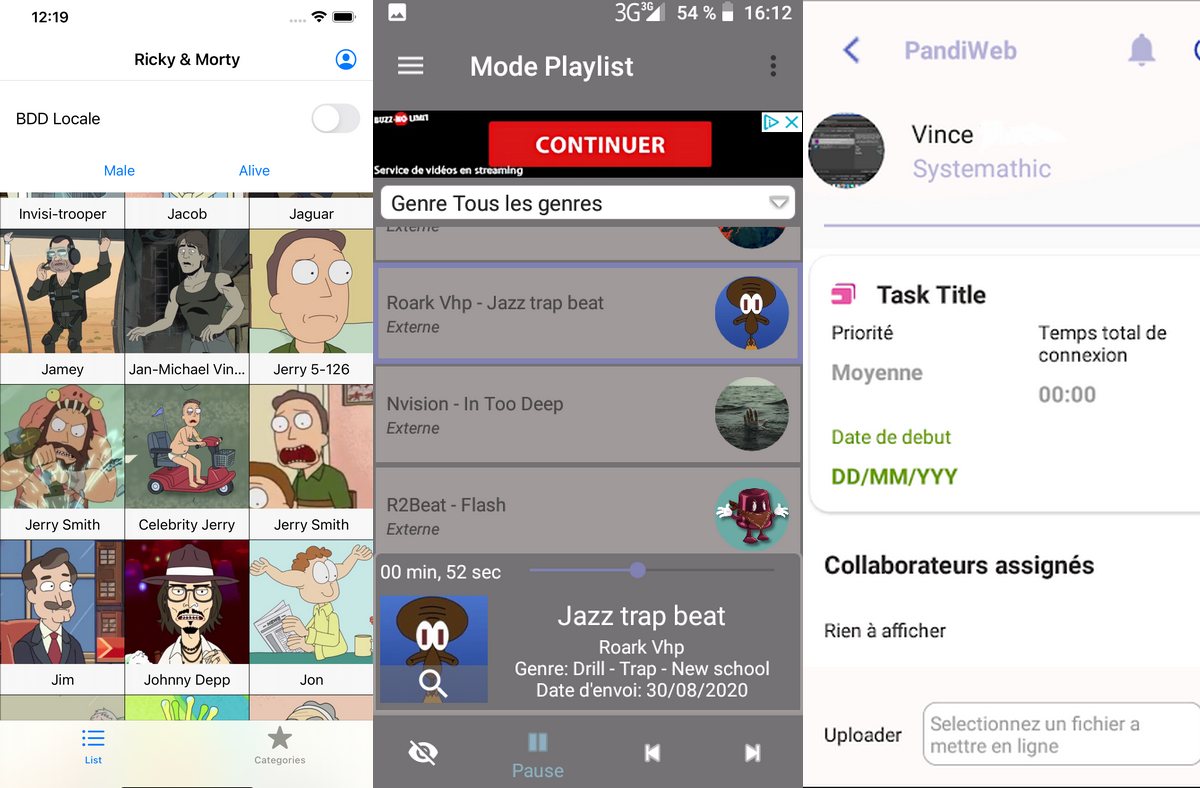 12:19
Ricky & Morty
BDD Locale
Male
Alive
Invisi-trooper
Jacob
Jaguar
Jamey
Jan-Michael Vin...
Jerry 5-126
Jerry Smith
Celebrity Jerry
Jerry Smith
NEWS
Jim
Johnny Depp
Jon
List
Categories
3G 3G 54 % 16:12
Mode Playlist
BUZZ NO LIMIT
CONTINUER
Service de vidéos en streaming
Genre Tous les genres
Externe
Roark Vhp - Jazz trap beat
Externe
Nvision - In Too Deep
Externe
R2Beat - Flash
Externe
00 min, 52 sec
Jazz trap beat
Roark Vhp
Genre: Drill - Trap - New school
Date d'envoi: 30/08/2020
Pause
PandiWeb
Vince
Systemathic
Task Title
Priorité
Moyenne
Temps total de
connexion
00:00
Date de debut
DD/MM/YYY
Collaborateurs assignés
Rien à afficher
Uploader
Selectionnez un fichier a
mettre en ligne